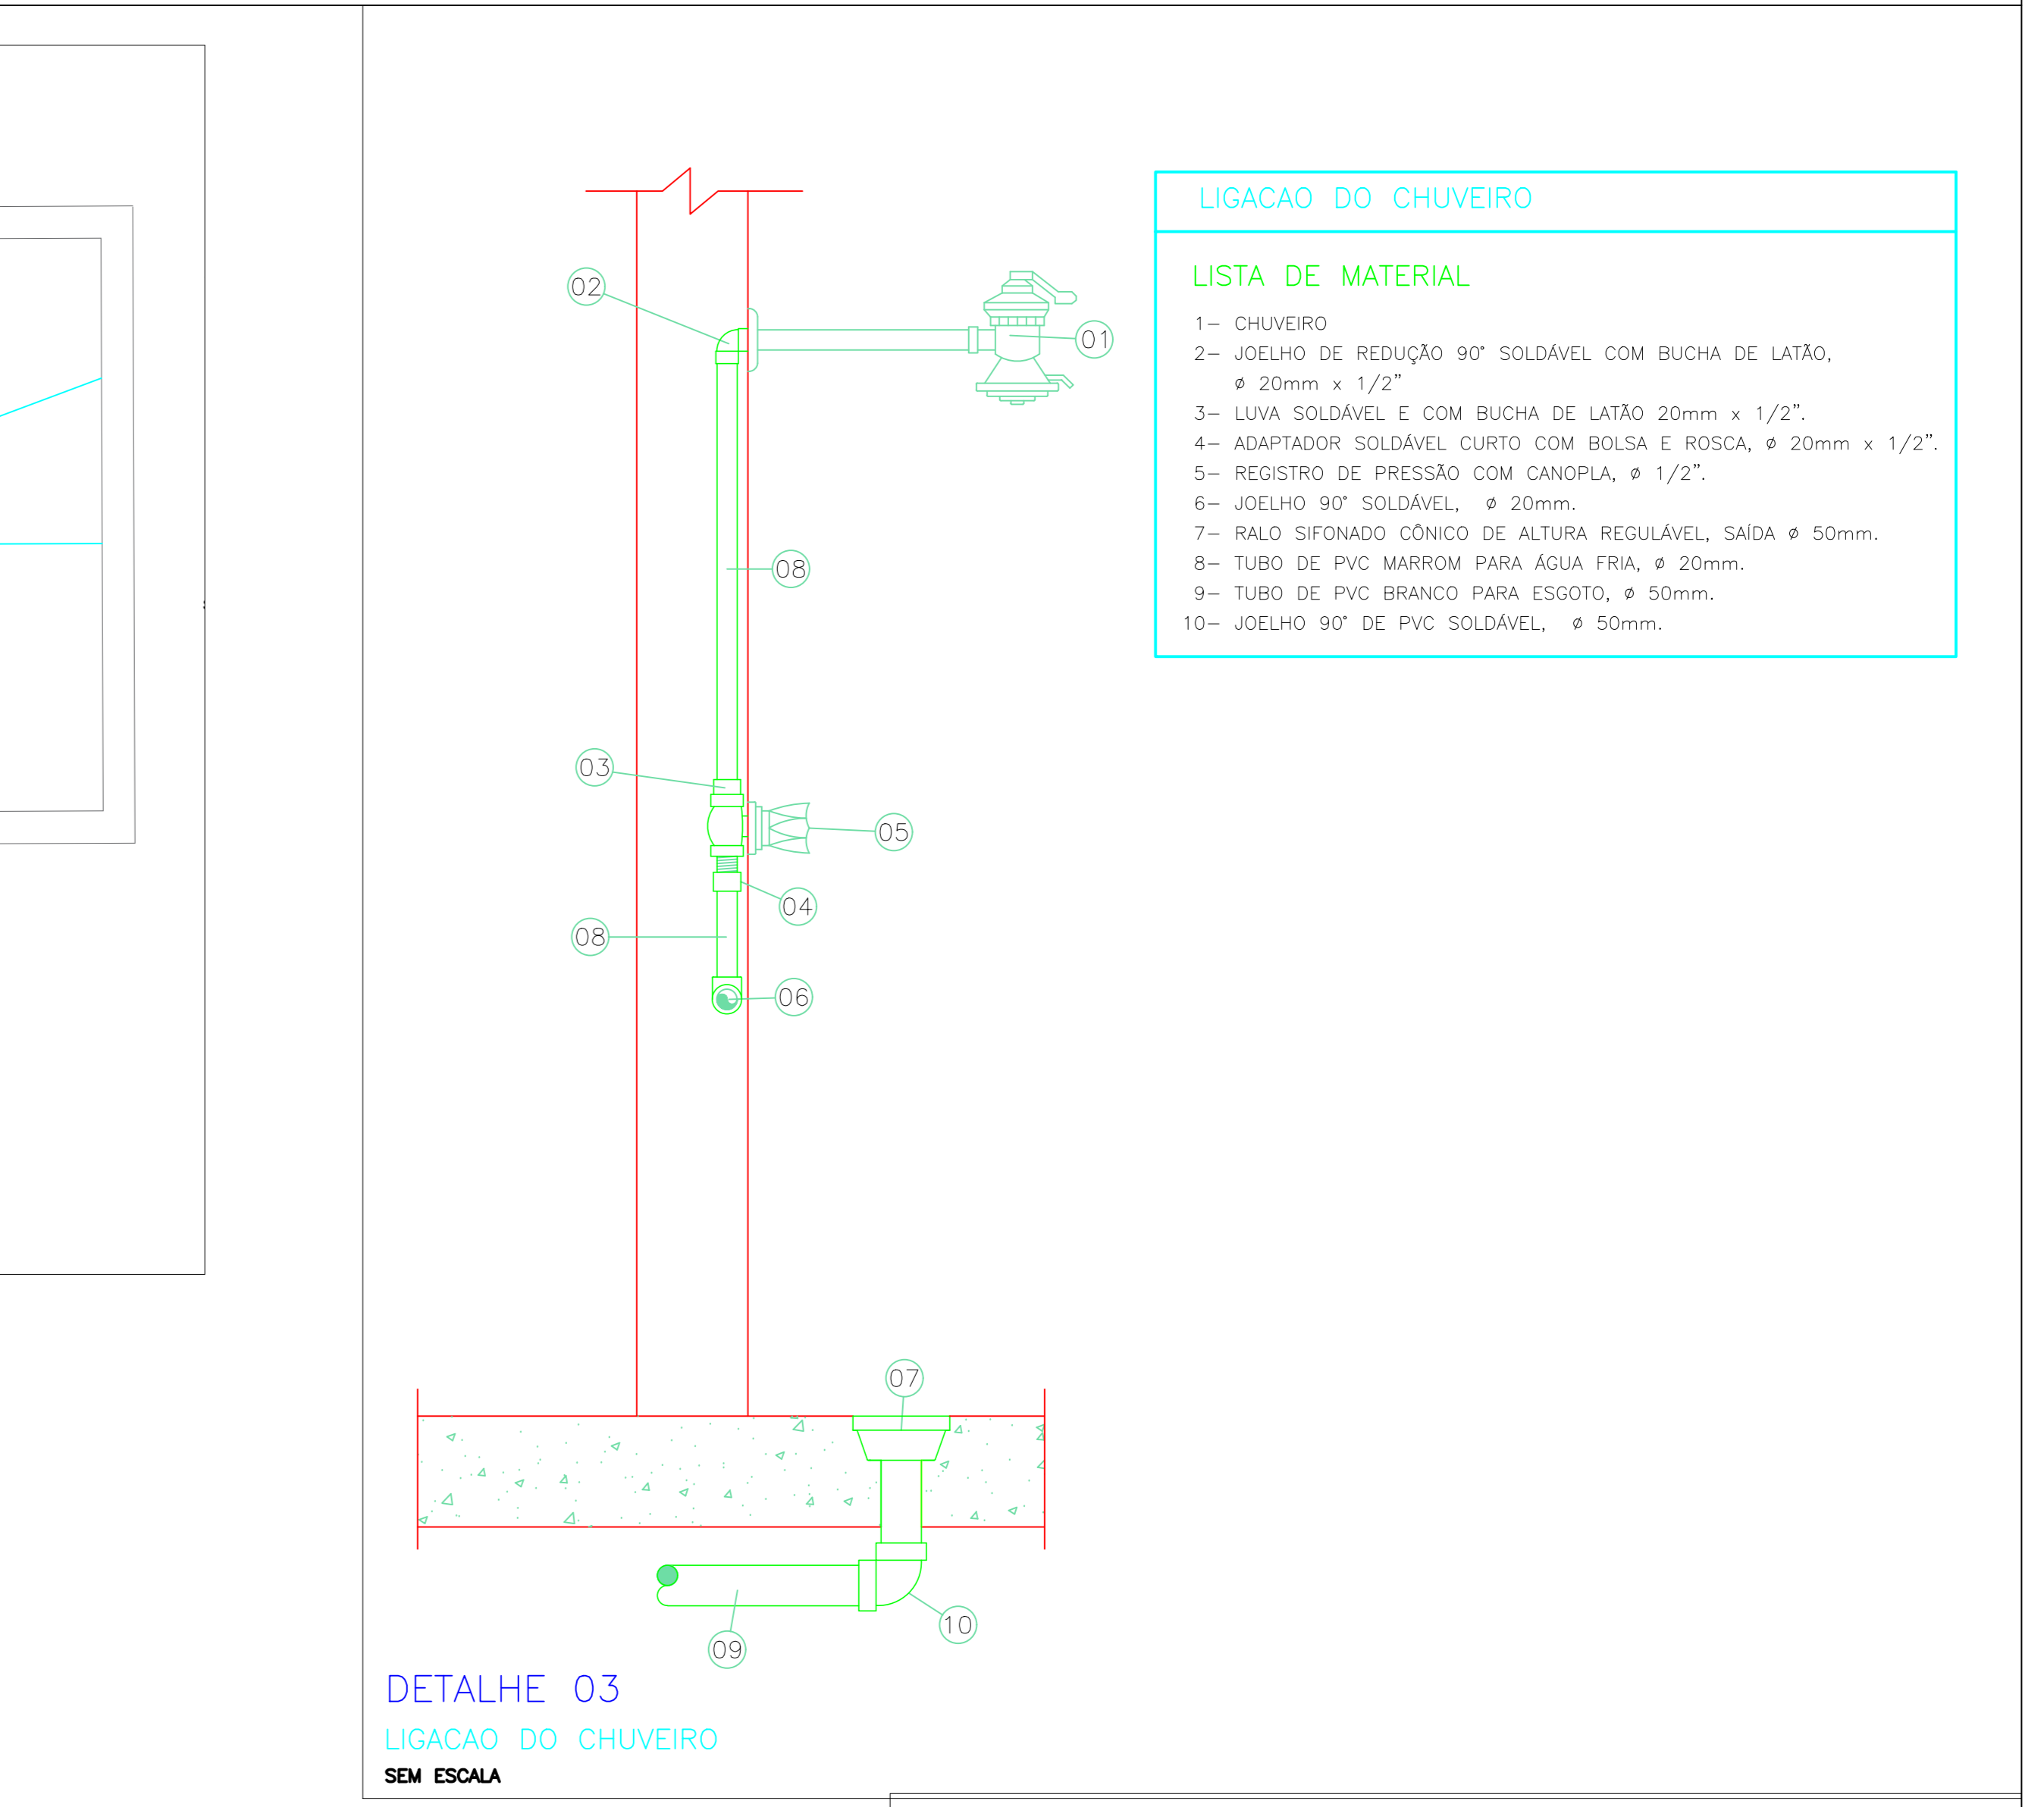 LIGACAO DO CHUVEIRO
LISTA DE MATERIAL
1- CHUVEIRO
2- JOELHO DE REDUÇÃO 90° SOLDÁVEL COM BUCHA DE LATÃO,
ø 20mm x 1/2"
3- LUVA SOLDÁVEL E COM BUCHA DE LATÃO 20mm x 1/2".
4- ADAPTADOR SOLDÁVEL CURTO COM BOLSA E ROSCA, ø 20mm x 1/2".
5- REGISTRO DE PRESSÃO COM CANOPLA, ø 1/2".
6- JOELHO 90° SOLDÁVEL, ø 20mm.
7- RALO SIFONADO CÔNICO DE ALTURA REGULÁVEL, SAÍDA ø 50mm.
8- TUBO DE PVC MARROM PARA ÁGUA FRIA, ø 20mm.
9- TUBO DE PVC BRANCO PARA ESGOTO, ø 50mm.
10- JOELHO 90° DE PVC SOLDÁVEL, ø 50mm.
02
01
08
03
05
04
08
06
07
10
09
DETALHE 03
LIGACAO DO CHUVEIRO
SEM ESCALA